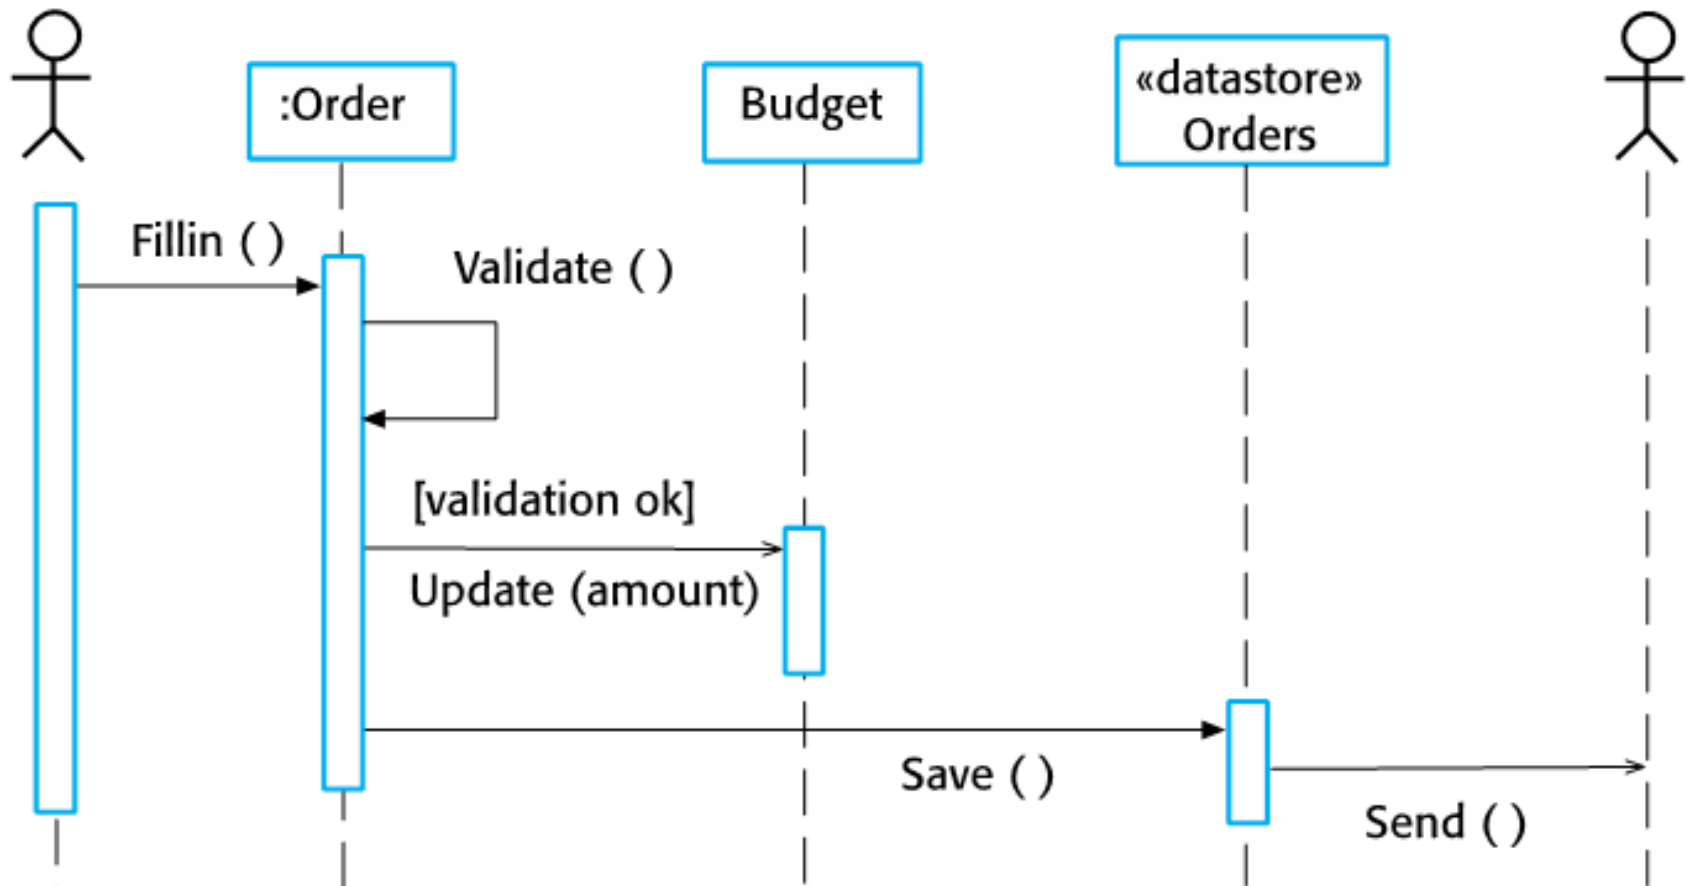 :Order
Budget
«datastore»
Orders
Fillin ( )
Validate ( )
[validation ok]
Update (amount)
Save ( )
Send ( )